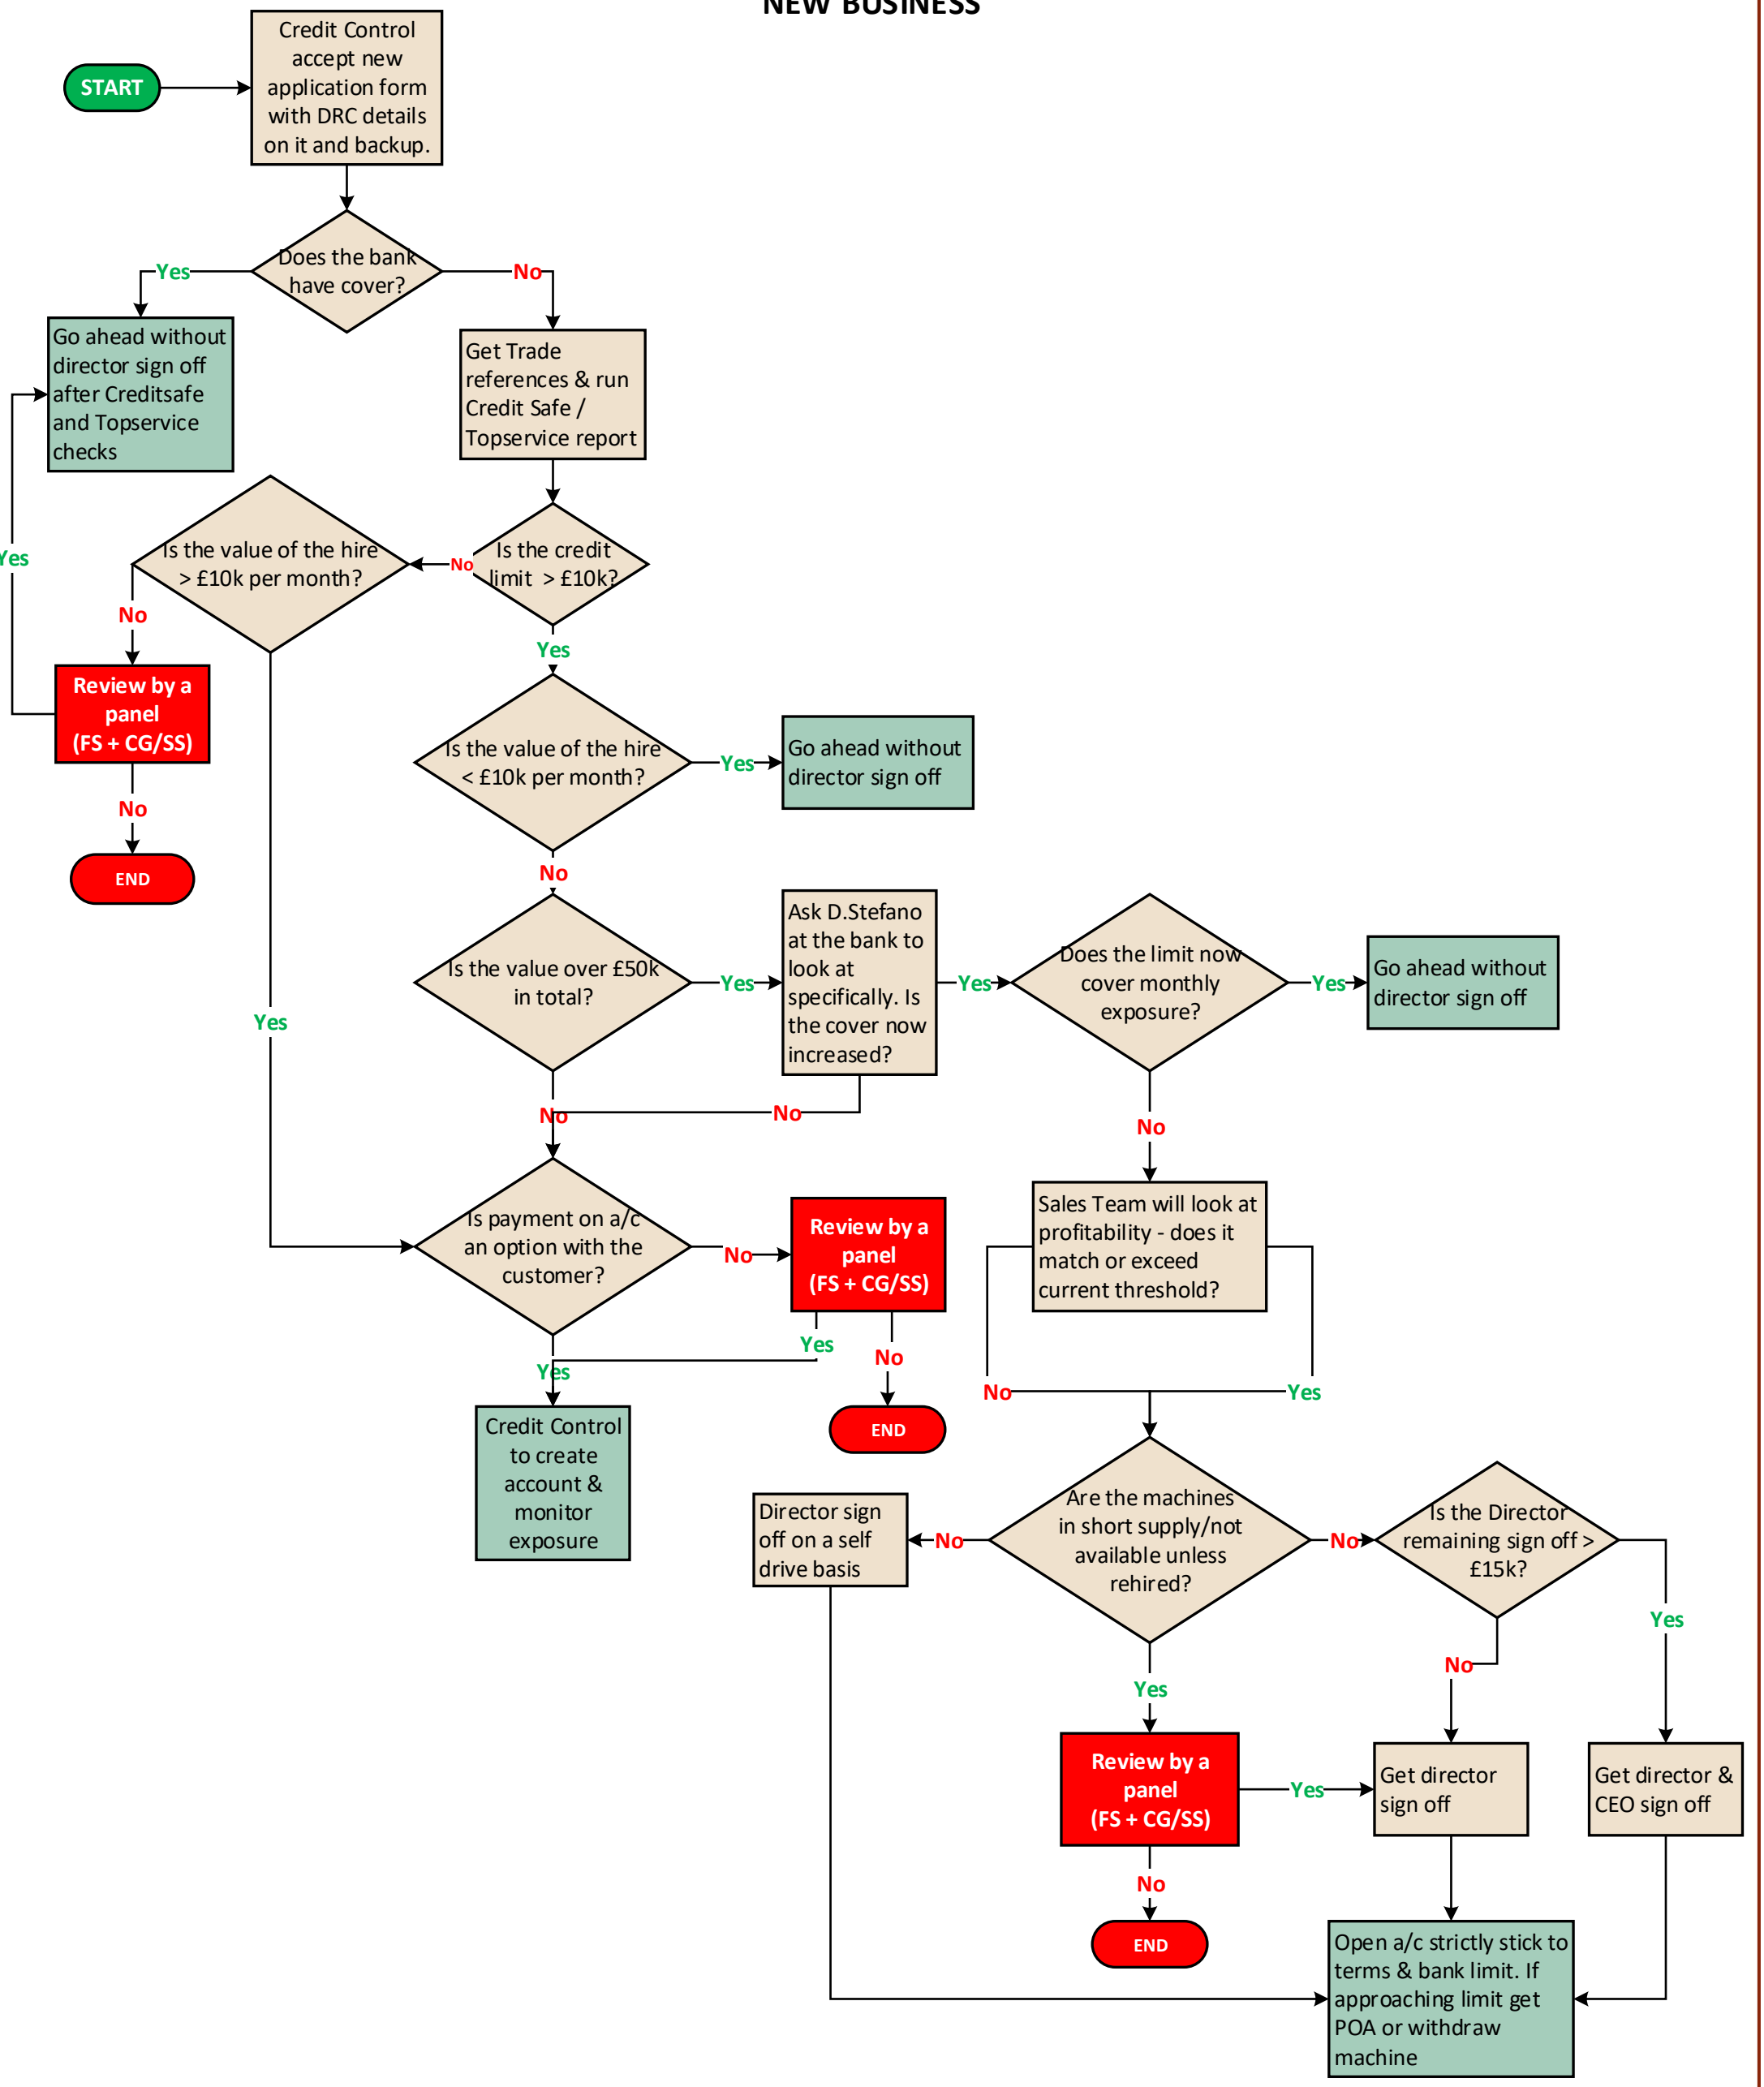 NEW BUSINESS
START
Credit Control
accept new
application form
with DRC details
on it and backup.
Does the bank
have cover?
Yes
No
Go ahead without
director sign off
after Creditsafe
and Topservice
checks
Get Trade
references & run
Credit Safe /
Topservice report
Is the value of the hire
> £10k per month?
No
Is the credit
limit > £10k?
Yes
No
Yes
Review by a
panel
(FS + CG/SS)
Is the value of the hire
< £10k per month?
Yes
Go ahead without
director sign off
No
END
No
Is the value over £50k
in total?
Yes
Ask D.Stefano
at the bank to
look at
specifically. Is
the cover now
increased?
Yes
Does the limit now
cover monthly
exposure?
Yes
Go ahead without
director sign off
Yes
No
No
No
Is payment on a/c
an option with the
customer?
No
Review by a
panel
(FS + CG/SS)
Sales Team will look at
profitability - does it
match or exceed
current threshold?
Yes
Yes
No
No
Yes
Credit Control
to create
account &
monitor
exposure
END
Director sign
off on a self
drive basis
No
Are the machines
in short supply/not
available unless
rehired?
No
Is the Director
remaining sign off >
£15k?
Yes
No
Yes
Review by a
panel
(FS + CG/SS)
Yes
Get director
sign off
Get director &
CEO sign off
No
END
Open a/c strictly stick to
terms & bank limit. If
approaching limit get
POA or withdraw
machine